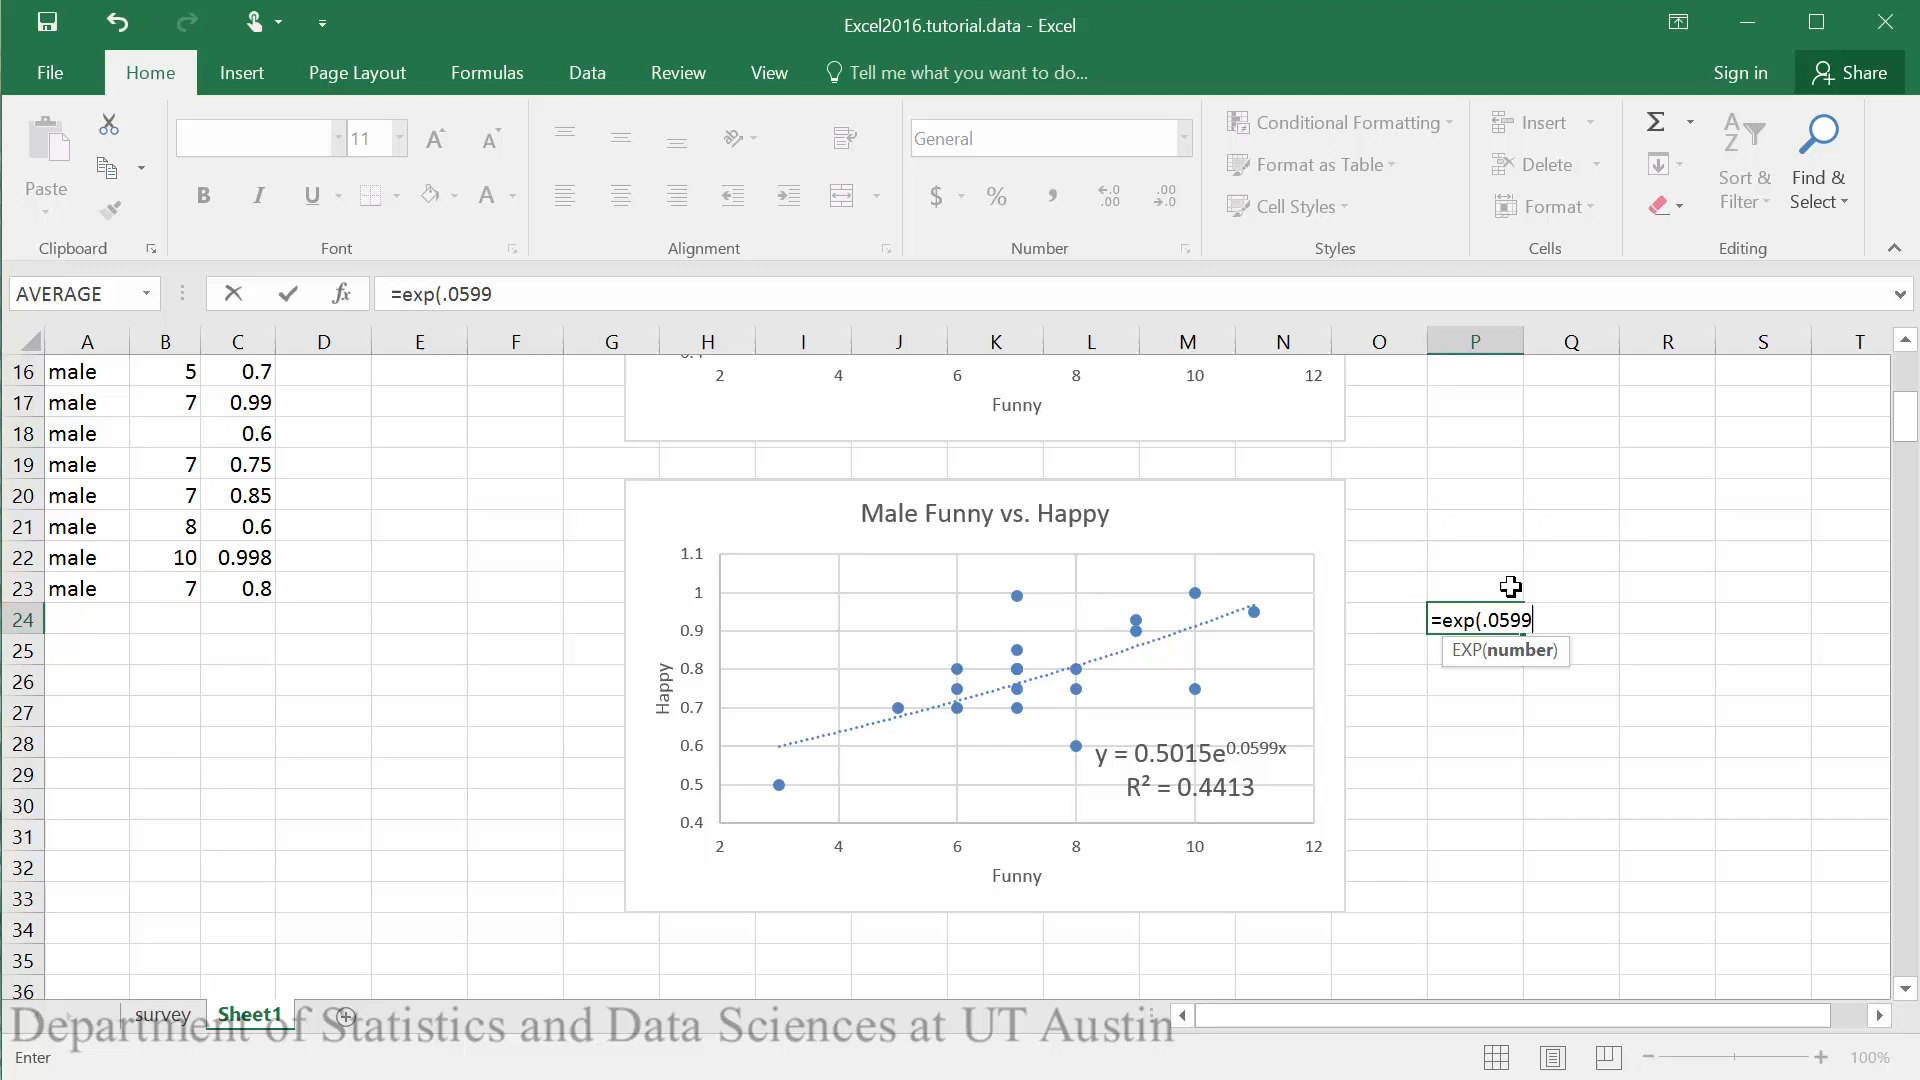 Excel2016.tutorial.data - Excel
File Home Insert Page Layout Formulas Data Review View Tell me what you want to do... Sign in Share
Paste
11
General
Conditional Formatting
Format as Table
Cell Styles
Insert
Delete
Format
Sort & Filter
Find & Select
B I U A $ % , ←.0 .00 .00 →.0
Clipboard Font Alignment Number Styles Cells Editing
AVERAGE fx =exp(.0599
A B C D E F G H I J K L M N O P Q R S T
16 male 5 0.7
17 male 7 0.99
18 male 0.6
19 male 7 0.75
20 male 7 0.85
21 male 8 0.6
22 male 10 0.998
23 male 7 0.8
24
25
26
27
28
29
30
31
32
33
34
35
36
2 4 6 8 10 12
Funny
Male Funny vs. Happy
1.1
1
0.9
0.8
0.7
0.6
0.5
0.4
Happy
y = 0.5015e^0.0599x
R² = 0.4413
2 4 6 8 10 12
Funny
=exp(.0599
EXP(number)
survey Sheet1
Department of Statistics and Data Sciences at UT Austin
Enter
100%